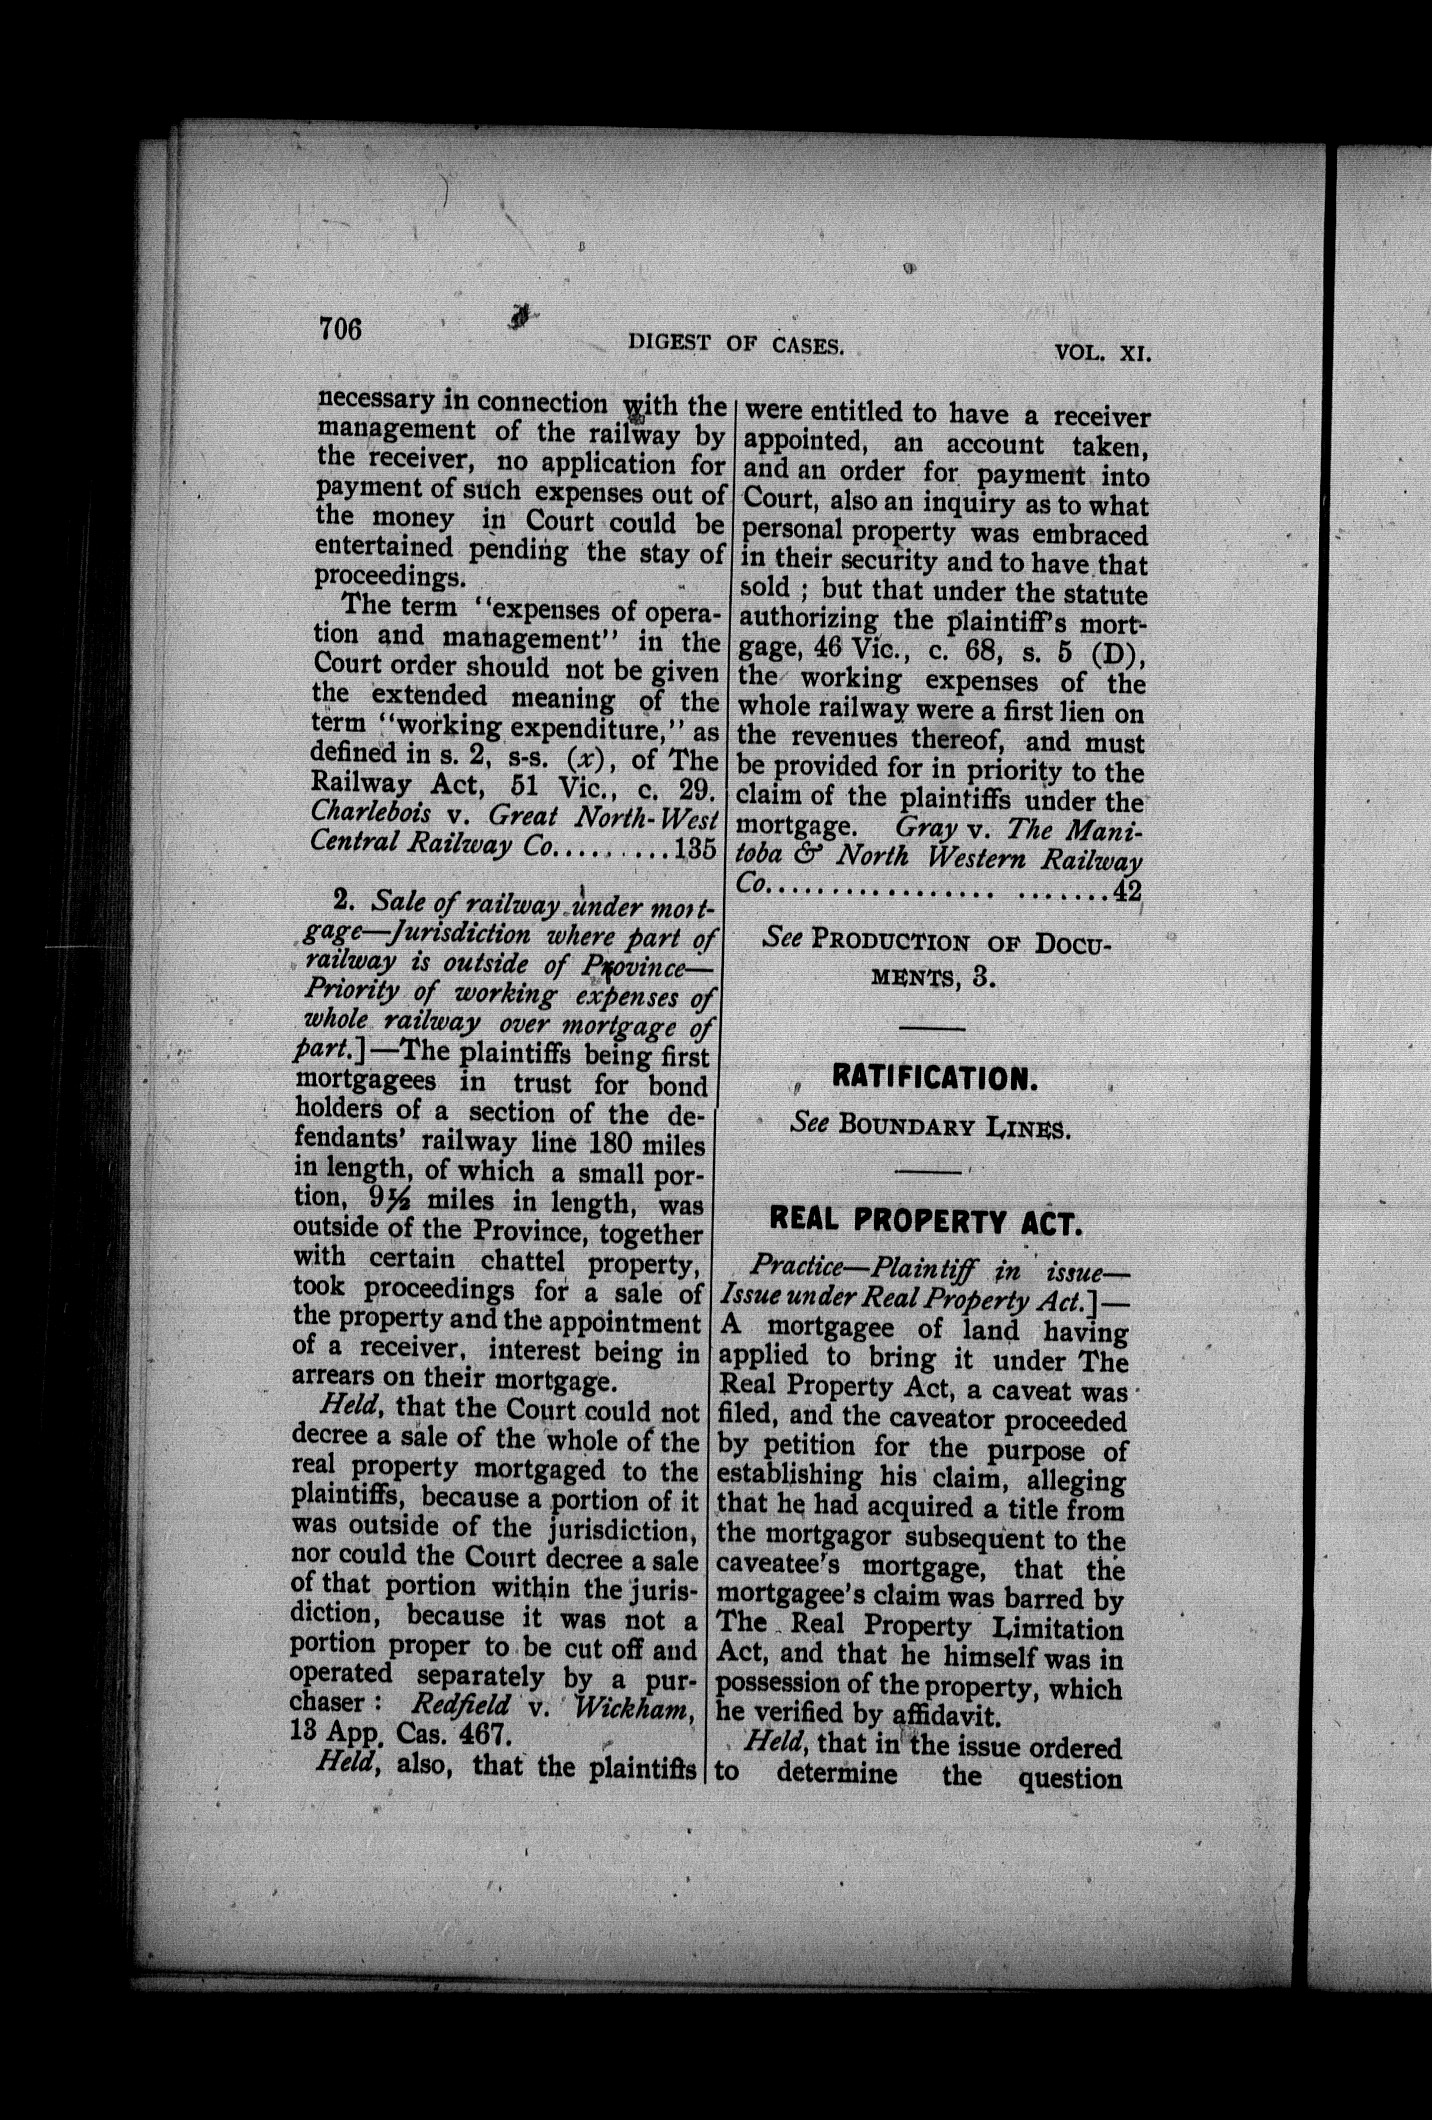 706
DIGEST OF CASES.
VOL. XI.
necessary in connection with the
management of the railway by
the receiver, no application for
payment of such expenses out of
the money in Court could be
entertained pending the stay of
proceedings.
The term "expenses of opera-
tion and management" in the
Court order should not be given
the extended meaning of the
term "working expenditure," as
defined in s. 2, s-s. (x), of The
Railway Act, 51 Vic., c. 29.
Charlebois v. Great North-West
Central Railway Co..........135
2. Sale of railway under mort-
gage—Jurisdiction where part of
railway is outside of Province—
Priority of working expenses of
whole railway over mortgage of
part.]—The plaintiffs being first
mortgagees in trust for bond
holders of a section of the de-
fendants' railway line 180 miles
in length, of which a small por-
tion, 9½ miles in length, was
outside of the Province, together
with certain chattel property,
took proceedings for a sale of
the property and the appointment
of a receiver, interest being in
arrears on their mortgage.
Held, that the Court could not
decree a sale of the whole of the
real property mortgaged to the
plaintiffs, because a portion of it
was outside of the jurisdiction,
nor could the Court decree a sale
of that portion within the juris-
diction, because it was not a
portion proper to be cut off and
operated separately by a pur-
chaser : Redfield v. Wickham,
13 App. Cas. 467.
Held, also, that the plaintiffs
were entitled to have a receiver
appointed, an account taken,
and an order for payment into
Court, also an inquiry as to what
personal property was embraced
in their security and to have that
sold ; but that under the statute
authorizing the plaintiff's mort-
gage, 46 Vic., c. 68, s. 5 (D),
the working expenses of the
whole railway were a first lien on
the revenues thereof, and must
be provided for in priority to the
claim of the plaintiffs under the
mortgage. Gray v. The Mani-
toba & North Western Railway
Co......................... .......42
See PRODUCTION OF DOCU-
MENTS, 3.
RATIFICATION.
See BOUNDARY LINES.
REAL PROPERTY ACT.
Practice—Plaintiff in issue—
Issue under Real Property Act.]—
A mortgagee of land having
applied to bring it under The
Real Property Act, a caveat was
filed, and the caveator proceeded
by petition for the purpose of
establishing his claim, alleging
that he had acquired a title from
the mortgagor subsequent to the
caveatee's mortgage, that the
mortgagee's claim was barred by
The Real Property Limitation
Act, and that he himself was in
possession of the property, which
he verified by affidavit.
Held, that in the issue ordered
to determine the question